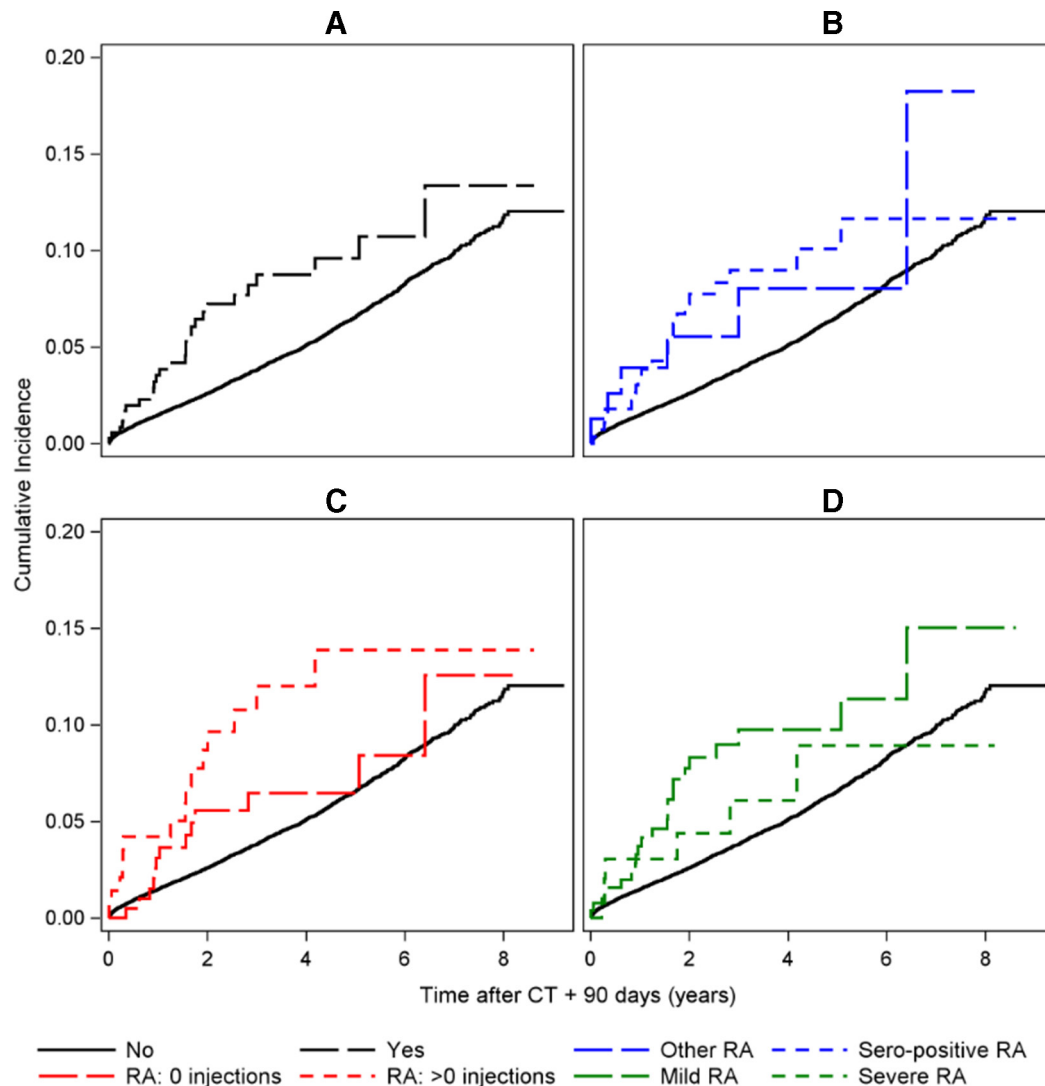 A B
0.20
0.15
0.10
0.05
0.00
Cumulative Incidence
C D
0.20
0.15
0.10
0.05
0.00
0 2 4 6 8 0 2 4 6 8
Time after CT + 90 days (years)
No Yes Other RA Sero-positive RA
RA: 0 injections RA: >0 injections Mild RA Severe RA